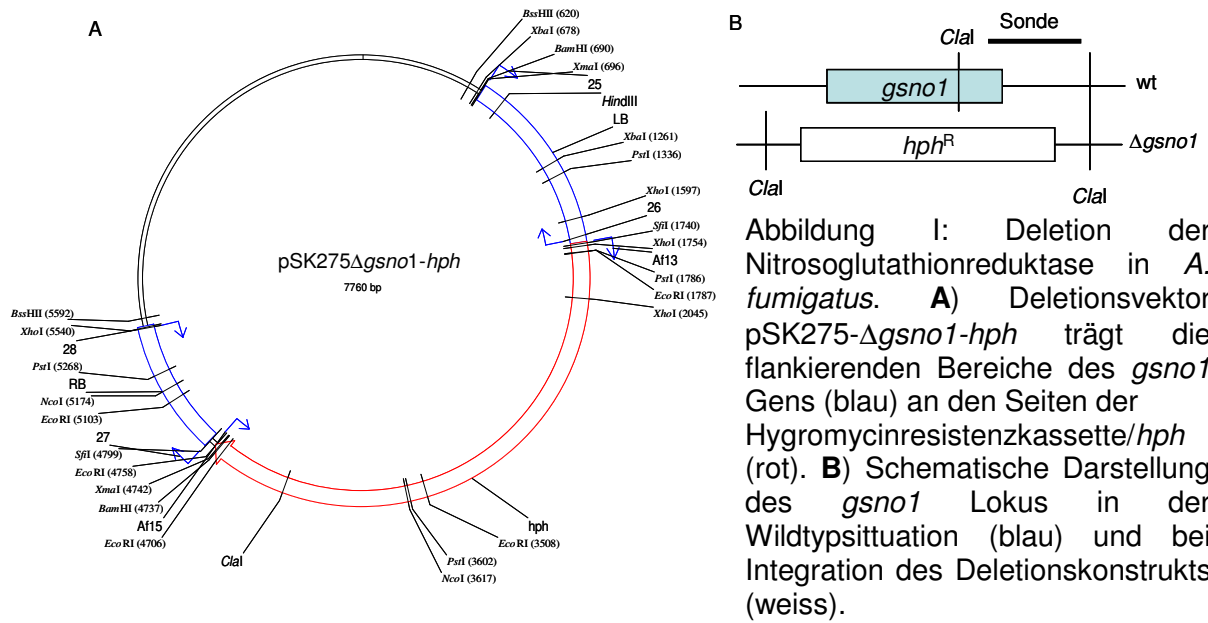 A
BssHII (620)
XbaI (678)
BamHI (690)
XmaI (696)
25
HindIII
LB
XbaI (1261)
PstI (1336)
XhoI (1597)
26
SfiI (1740)
XhoI (1754)
Af13
PstI (1786)
EcoRI (1787)
XhoI (2045)
pSK275Δgsno1-hph
7760 bp
BssHII (5592)
XhoI (5540)
28
PstI (5268)
RB
NcoI (5174)
EcoRI (5103)
27
SfiI (4799)
EcoRI (4758)
XmaI (4742)
BamHI (4737)
Af15
EcoRI (4706)
ClaI
hph
EcoRI (3508)
PstI (3602)
NcoI (3617)
B
Sonde
ClaI
gsno1
wt
hphR
Δgsno1
ClaI
ClaI
Abbildung I: Deletion der
Nitrosoglutathionreduktase in A.
fumigatus. A) Deletionsvektor
pSK275-Δgsno1-hph trägt die
flankierenden Bereiche des gsno1
Gens (blau) an den Seiten der
Hygromycinresistenzkassette/hph
(rot). B) Schematische Darstellung
des gsno1 Lokus in der
Wildtypsittuation (blau) und bei
Integration des Deletionskonstrukts
(weiss).